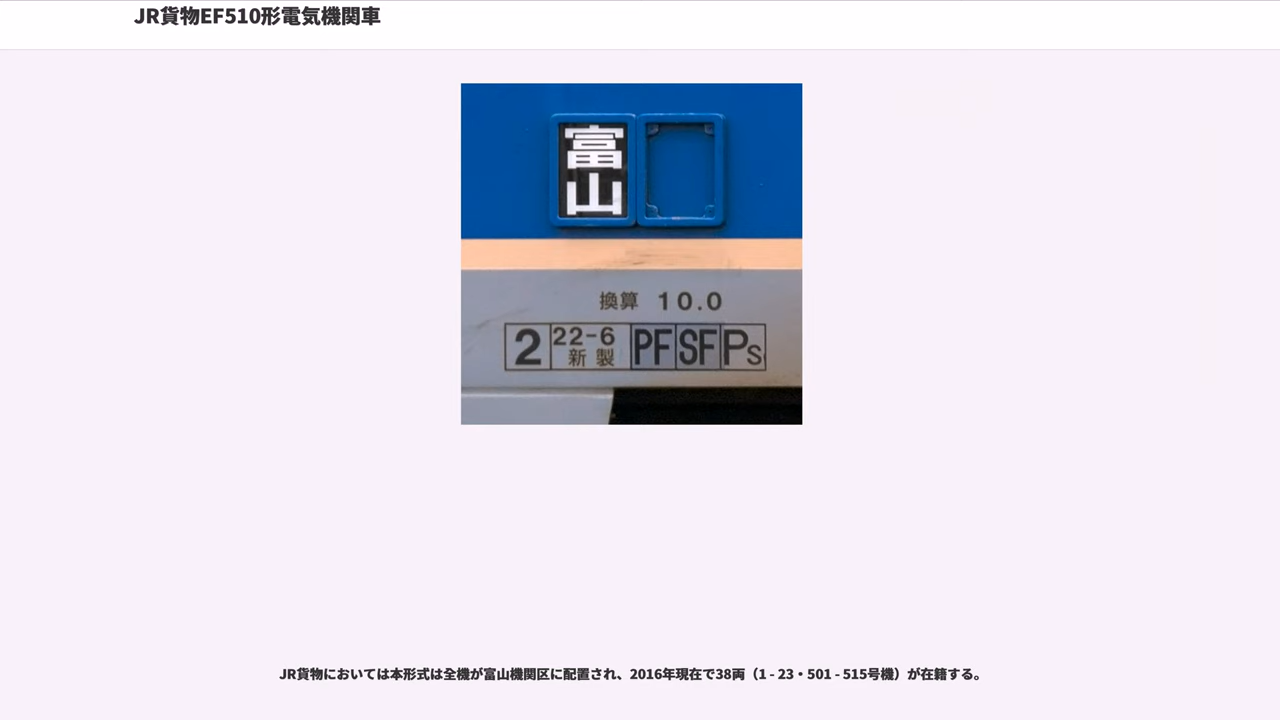 JR貨物EF510形電気機関車
富山
換算 10.0
2 22-6 新製 PF SF Ps
JR貨物においては本形式は全機が富山機関区に配置され、2016年現在で38両（1 - 23・501 - 515号機）が在籍する。